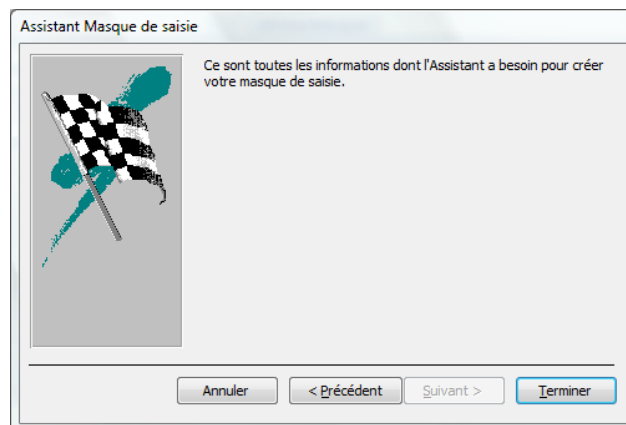 Assistant Masque de saisie
Ce sont toutes les informations dont l'Assistant a besoin pour créer
votre masque de saisie.
Annuler
< Précédent
Suivant >
Terminer